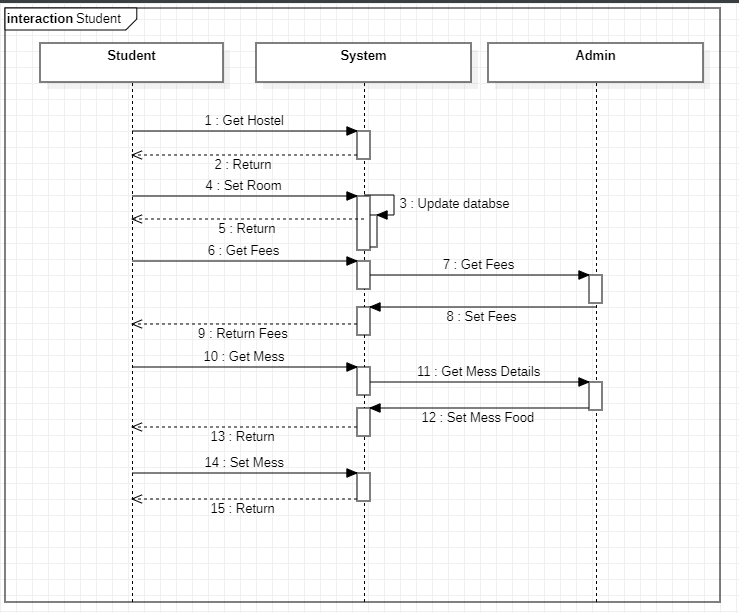 interaction Student
Student
System
Admin
1 : Get Hostel
2 : Return
4 : Set Room
3 : Update databse
5 : Return
6 : Get Fees
7 : Get Fees
8 : Set Fees
9 : Return Fees
10 : Get Mess
11 : Get Mess Details
12 : Set Mess Food
13 : Return
14 : Set Mess
15 : Return